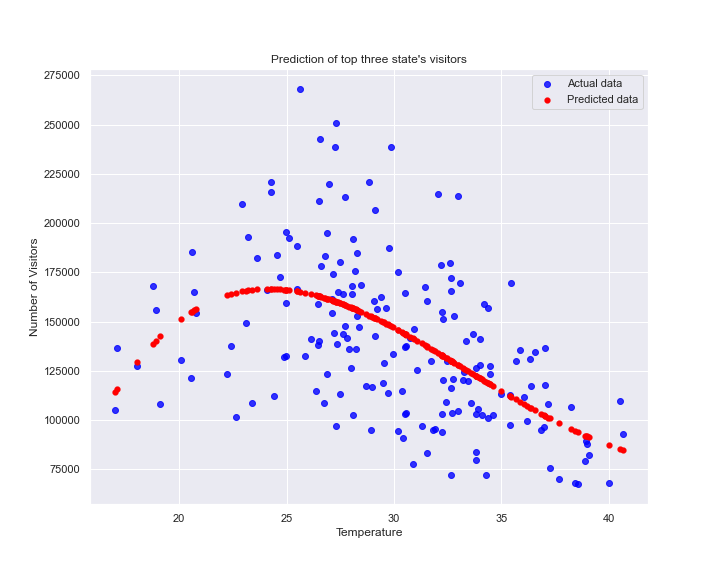 Prediction of top three state's visitors
Actual data
Predicted data
275000
250000
225000
200000
175000
150000
125000
100000
75000
Number of Visitors
20
25
30
35
40
Temperature